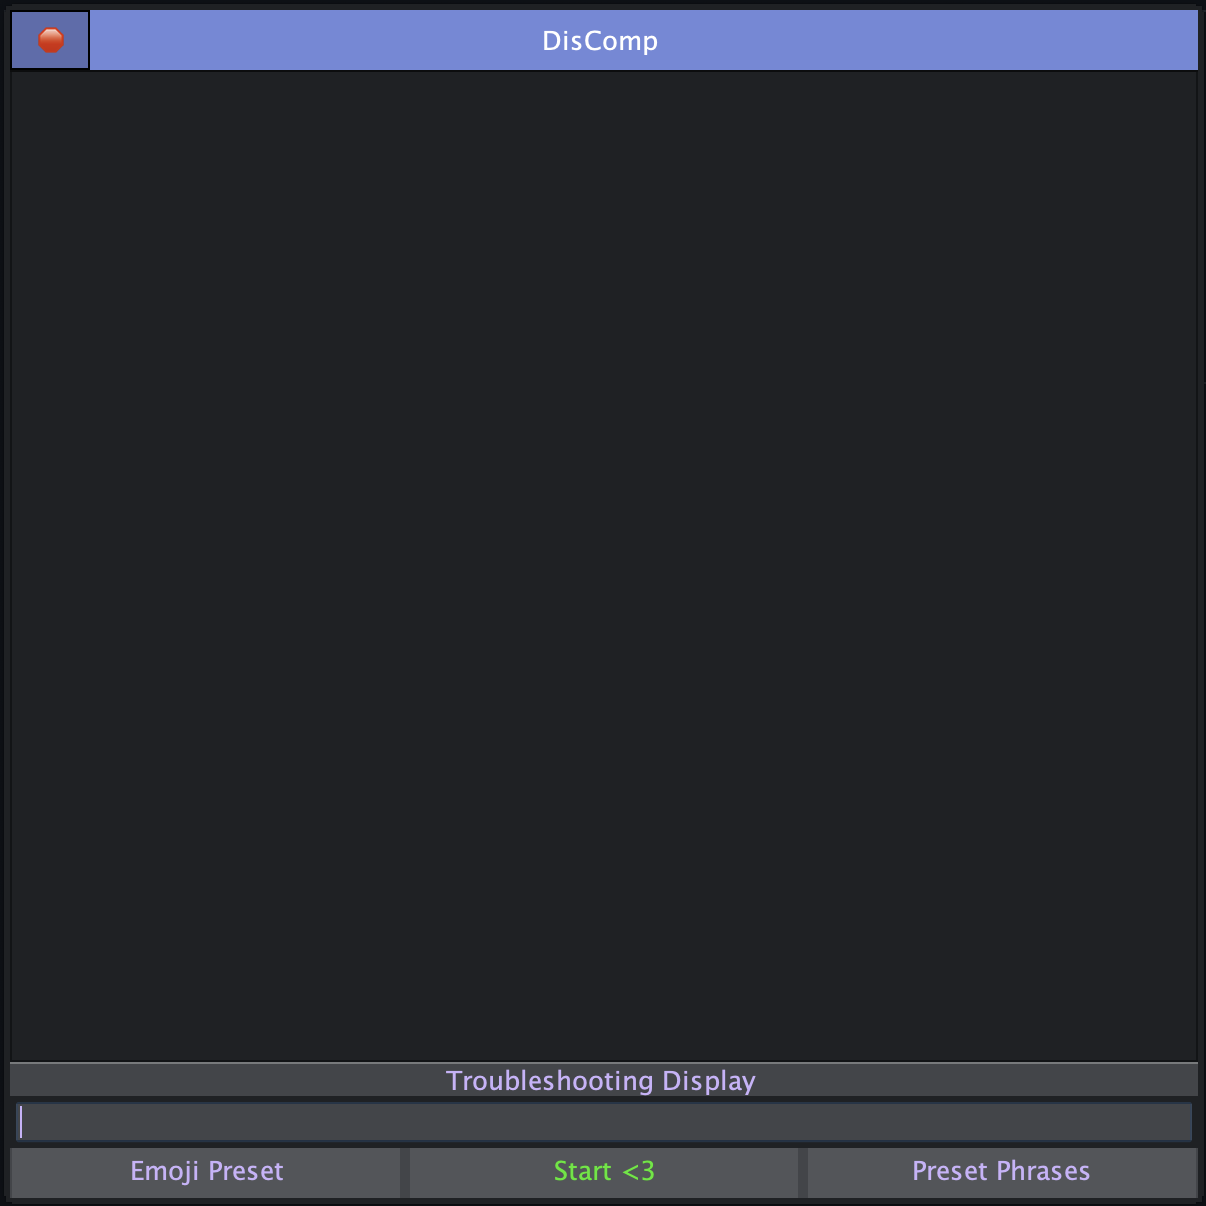 DisComp
Troubleshooting Display
Emoji Preset
Start <3
Preset Phrases